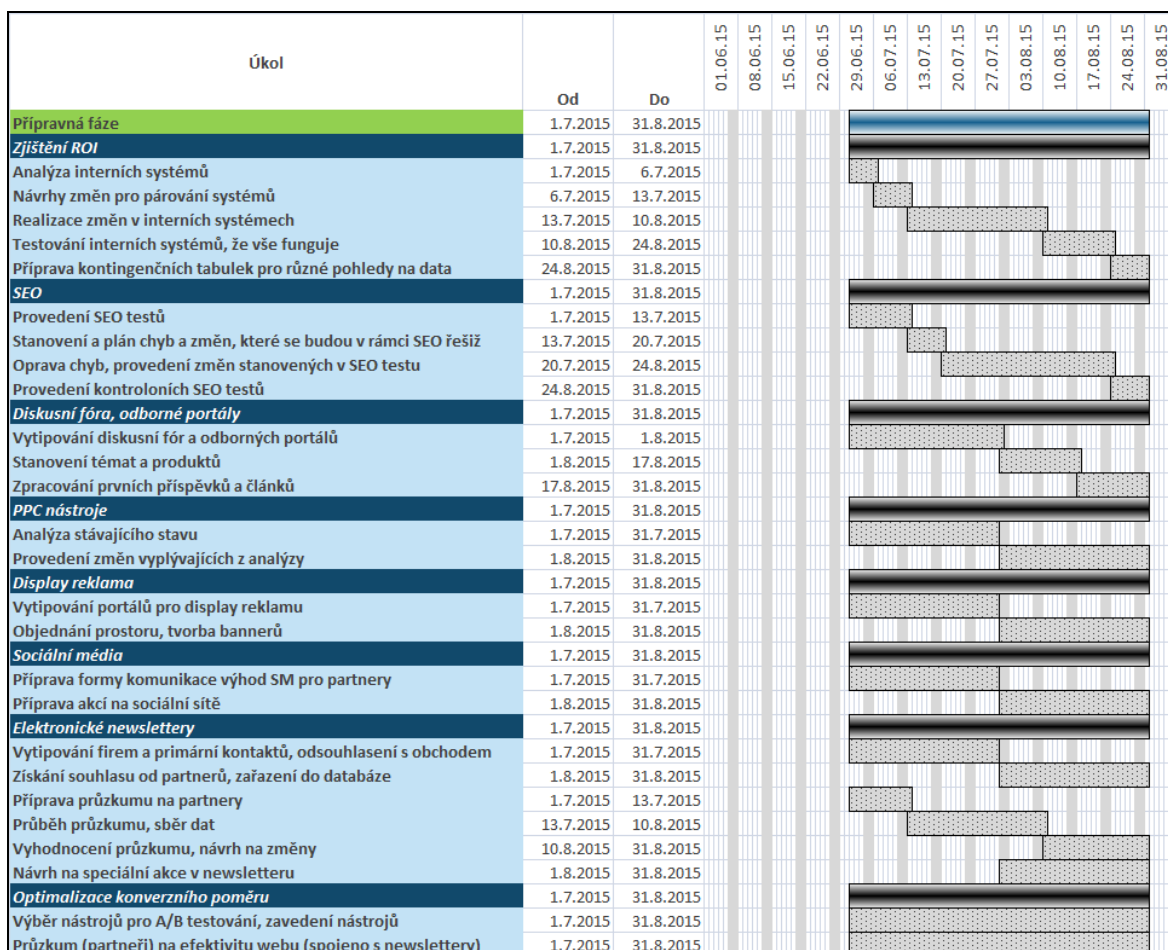 Úkol Od Do 01.06.15 08.06.15 15.06.15 22.06.15 29.06.15 06.07.15 13.07.15 20.07.15 27.07.15 03.08.15 10.08.15 17.08.15 24.08.15 31.08.15
Přípravná fáze 1.7.2015 31.8.2015
Zjištění ROI 1.7.2015 31.8.2015
Analýza interních systémů 1.7.2015 6.7.2015
Návrhy změn pro párování systémů 6.7.2015 13.7.2015
Realizace změn v interních systémech 13.7.2015 10.8.2015
Testování interních systémů, že vše funguje 10.8.2015 24.8.2015
Příprava kontingenčních tabulek pro různé pohledy na data 24.8.2015 31.8.2015
SEO 1.7.2015 31.8.2015
Provedení SEO testů 1.7.2015 13.7.2015
Stanovení a plán chyb a změn, které se budou v rámci SEO řešiž 13.7.2015 20.7.2015
Oprava chyb, provedení změn stanovených v SEO testu 20.7.2015 24.8.2015
Provedení kontroloních SEO testů 24.8.2015 31.8.2015
Diskusní fóra, odborné portály 1.7.2015 31.8.2015
Vytipování diskusní fór a odborných portálů 1.7.2015 1.8.2015
Stanovení témat a produktů 1.8.2015 17.8.2015
Zpracování prvních příspěvků a článků 17.8.2015 31.8.2015
PPC nástroje 1.7.2015 31.8.2015
Analýza stávajícího stavu 1.7.2015 31.7.2015
Provedení změn vyplývajících z analýzy 1.8.2015 31.8.2015
Display reklama 1.7.2015 31.8.2015
Vytipování portálů pro display reklamu 1.7.2015 31.7.2015
Objednání prostoru, tvorba bannerů 1.8.2015 31.8.2015
Sociální média 1.7.2015 31.8.2015
Příprava formy komunikace výhod SM pro partnery 1.7.2015 31.7.2015
Příprava akcí na sociální sítě 1.8.2015 31.8.2015
Elektronické newslettery 1.7.2015 31.8.2015
Vytipování firem a primární kontaktů, odsouhlasení s obchodem 1.7.2015 31.7.2015
Získání souhlasu od partnerů, zařazení do databáze 1.8.2015 31.8.2015
Příprava průzkumu na partnery 1.7.2015 13.7.2015
Průběh průzkumu, sběr dat 13.7.2015 10.8.2015
Vyhodnocení průzkumu, návrh na změny 10.8.2015 31.8.2015
Návrh na speciální akce v newsletteru 1.8.2015 31.8.2015
Optimalizace konverzního poměru 1.7.2015 31.8.2015
Výběr nástrojů pro A/B testování, zavedení nástrojů 1.7.2015 31.8.2015
Průzkum (partneři) na efektivitu webu (spojeno s newslettery) 1.7.2015 31.8.2015